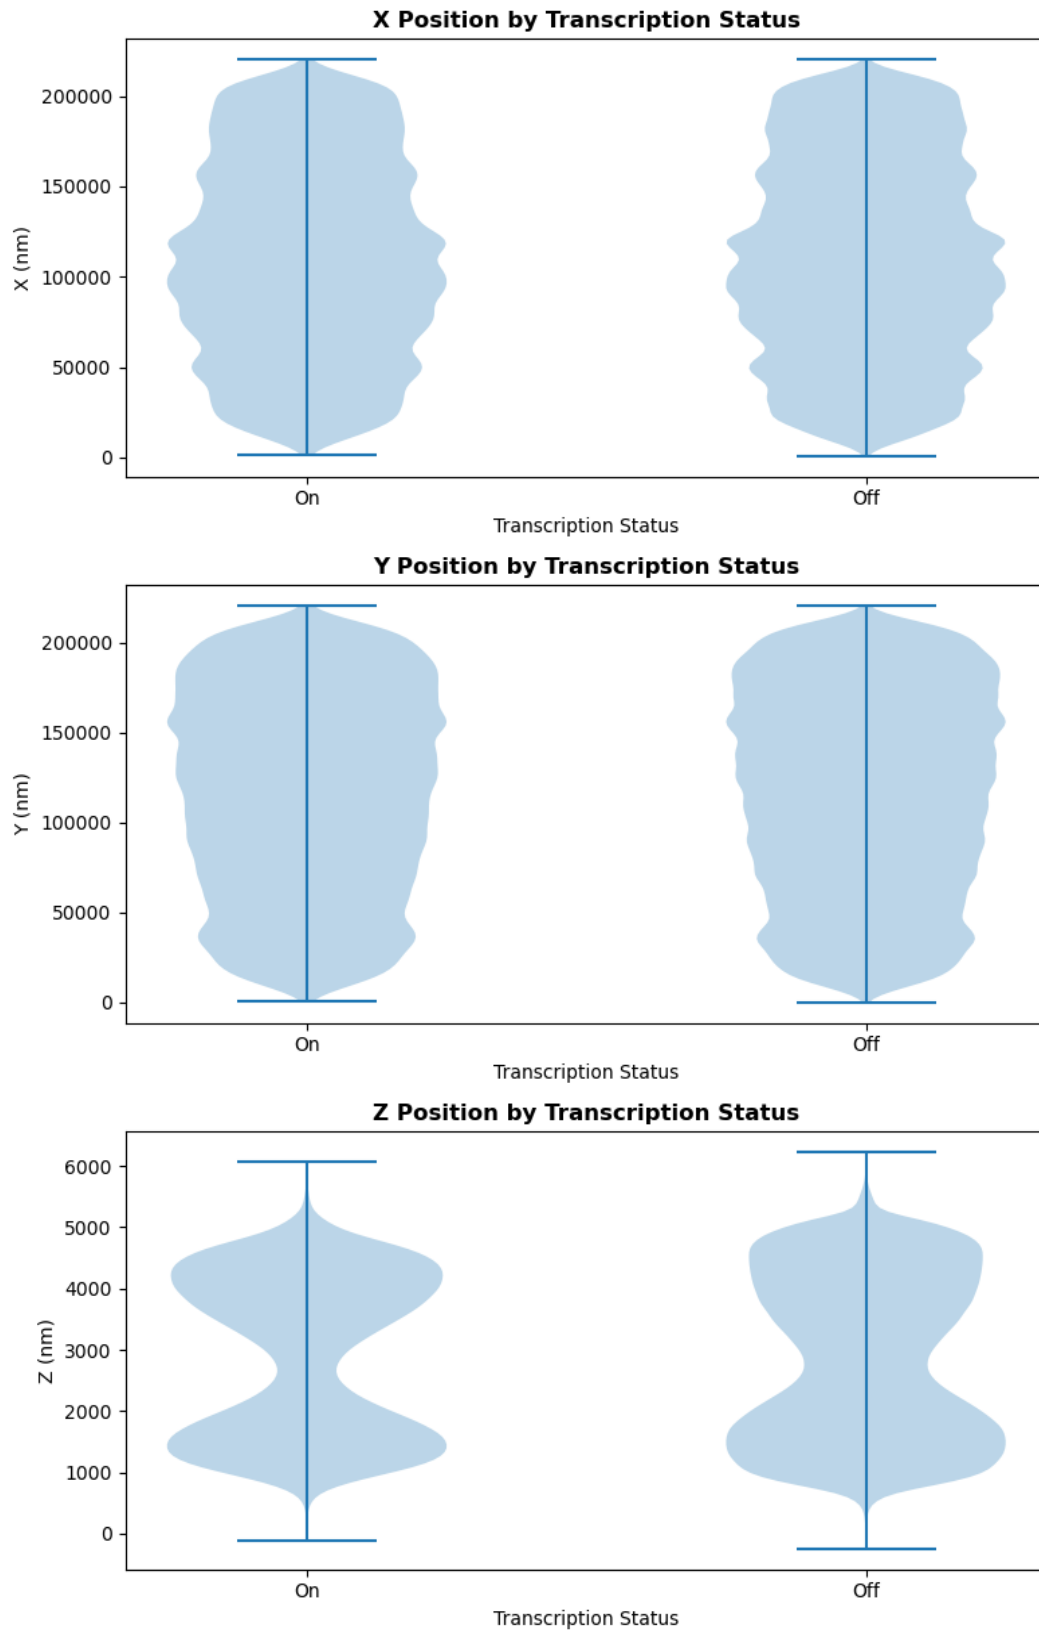 X Position by Transcription Status
200000
150000
100000
50000
0
X (nm)
On Off
Transcription Status
Y Position by Transcription Status
200000
150000
100000
50000
0
Y (nm)
On Off
Transcription Status
Z Position by Transcription Status
6000
5000
4000
3000
2000
1000
0
Z (nm)
On Off
Transcription Status